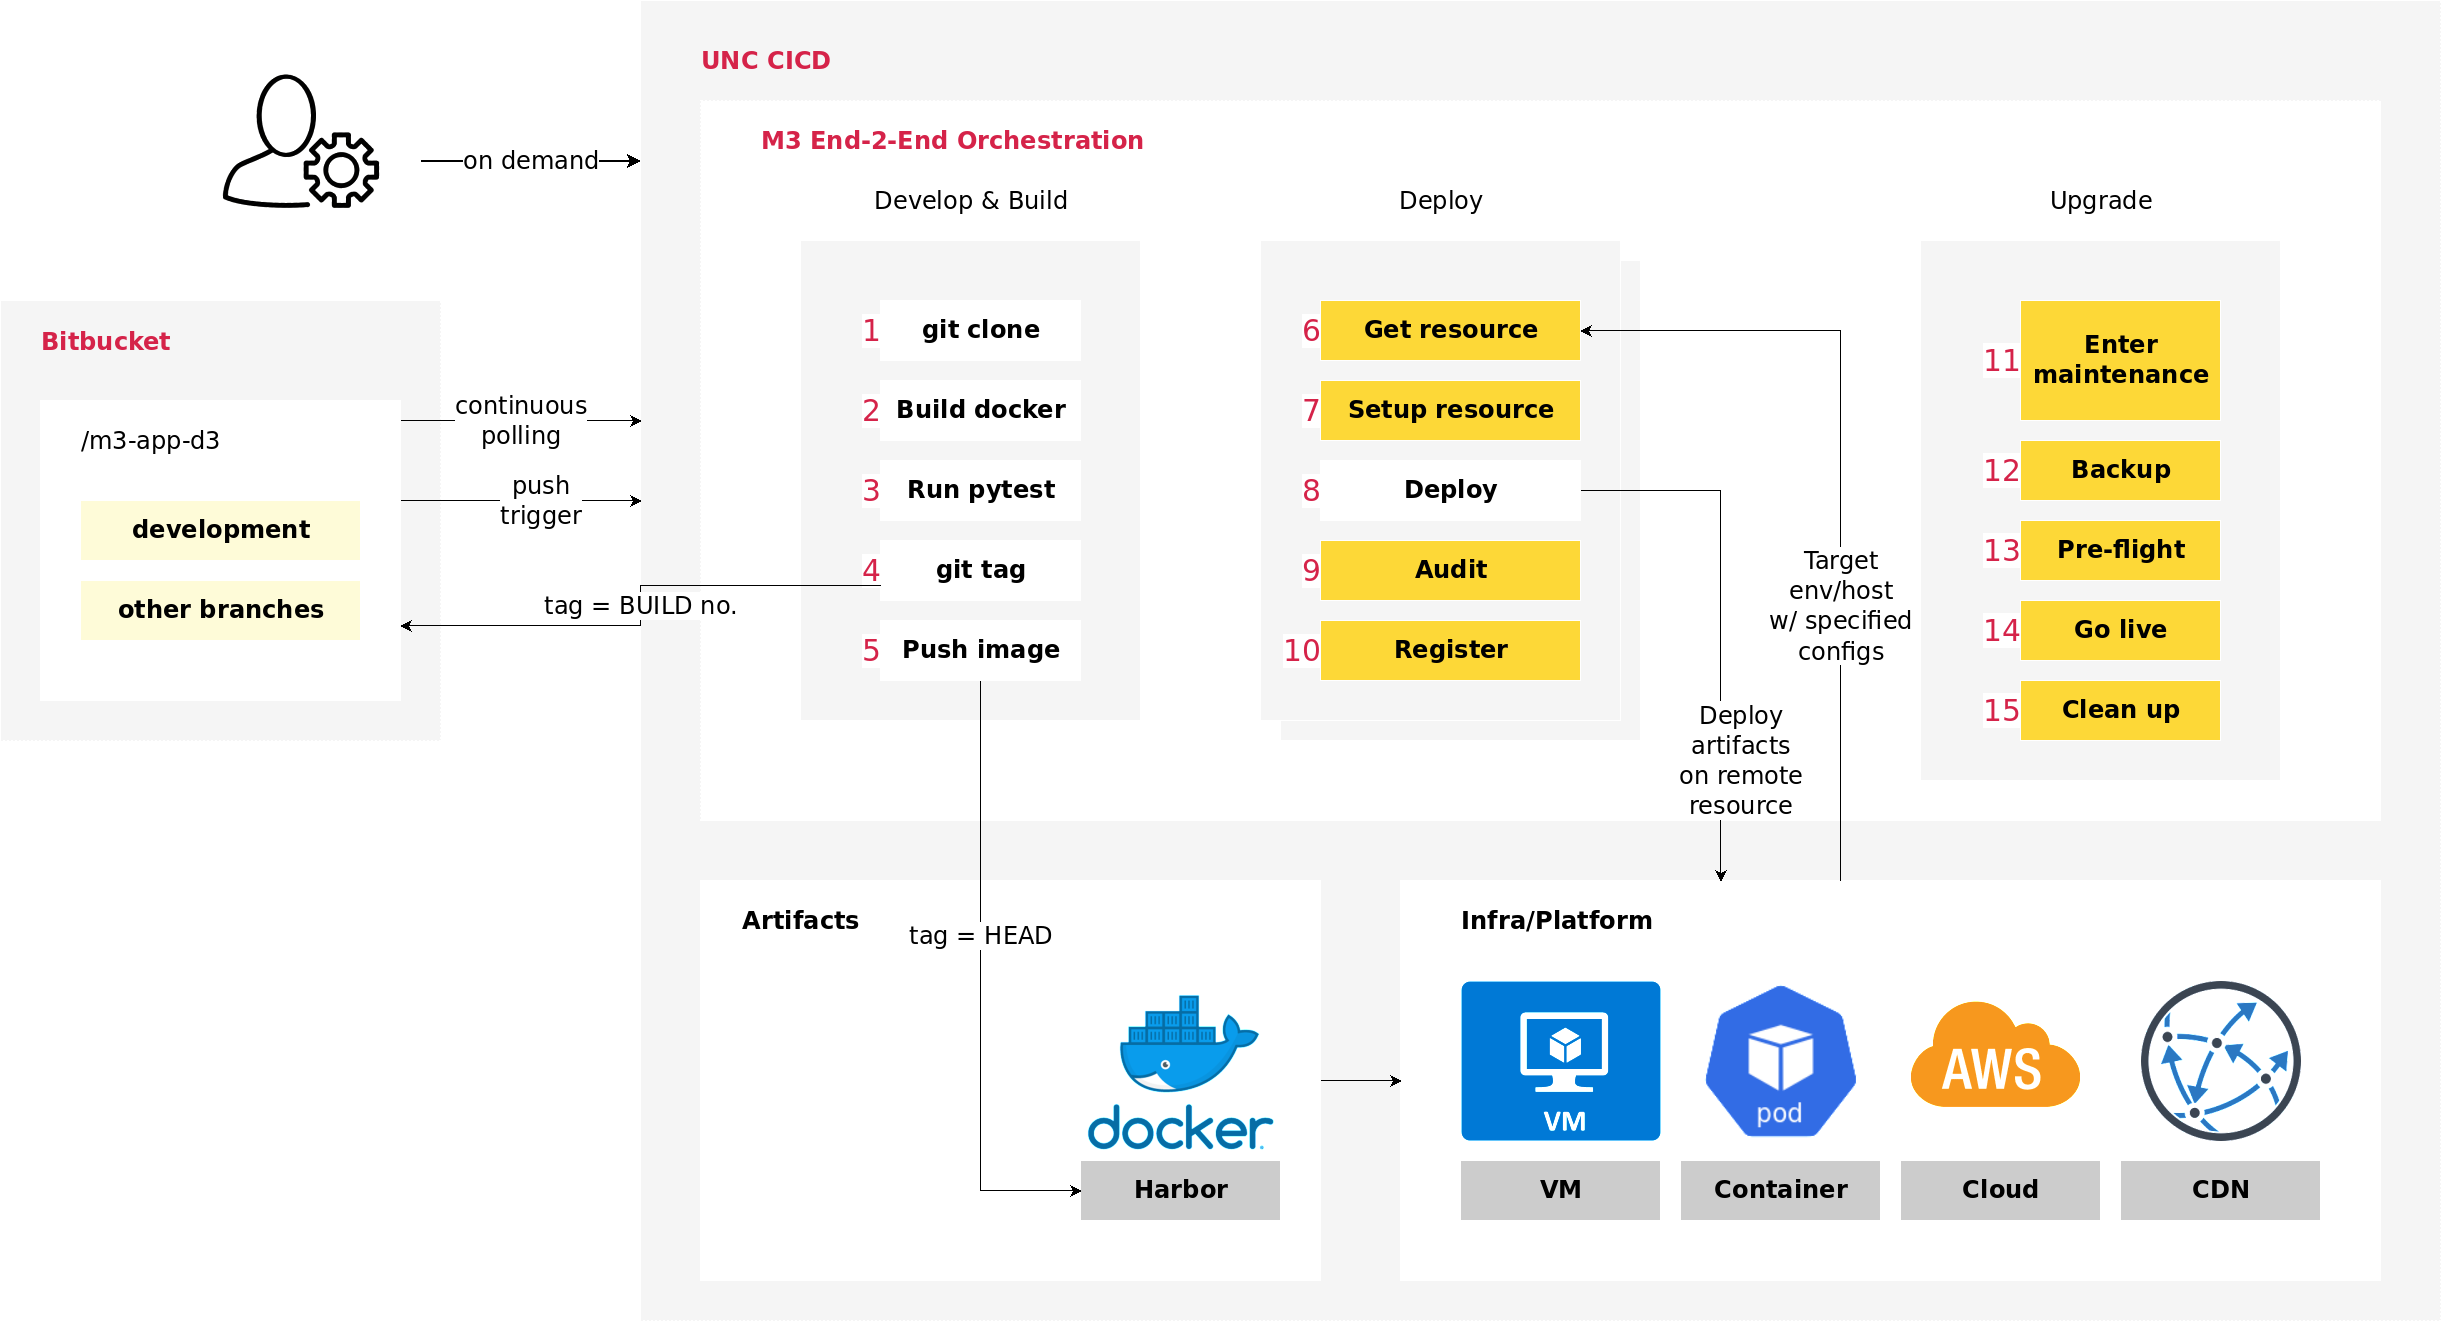 UNC CICD
M3 End-2-End Orchestration
on demand
Develop & Build
Deploy
Upgrade
Bitbucket
/m3-app-d3
development
other branches
continuous
polling
push
trigger
tag = BUILD no.
1 git clone
2 Build docker
3 Run pytest
4 git tag
5 Push image
6 Get resource
7 Setup resource
8 Deploy
9 Audit
10 Register
Target
env/host
w/ specified
configs
Deploy
artifacts
on remote
resource
11 Enter
maintenance
12 Backup
13 Pre-flight
14 Go live
15 Clean up
Artifacts
tag = HEAD
docker
Harbor
Infra/Platform
VM
pod
AWS
VM
Container
Cloud
CDN